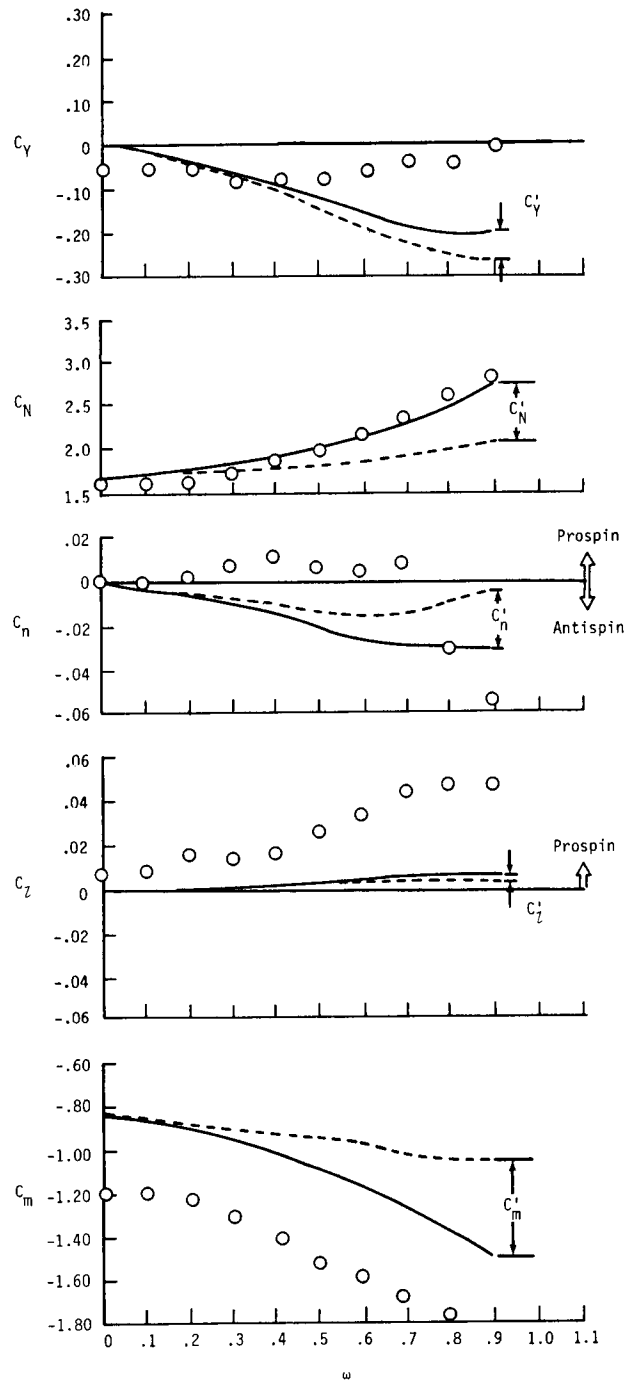 .30
.20
.10
C_Y 0
-.10
C'_Y
-.20
-.30
3.5
3.0
C_N 2.5
C'_N
2.0
1.5
.02
Prospin
0
C_n -.02
C'_n
Antispin
-.04
-.06
.06
.04
.02
Prospin
C_l 0
C'_l
-.02
-.04
-.06
-.60
-.80
-1.00
C_m -1.20
C'_m
-1.40
-1.60
-1.80
0 .1 .2 .3 .4 .5 .6 .7 .8 .9 1.0 1.1
ω